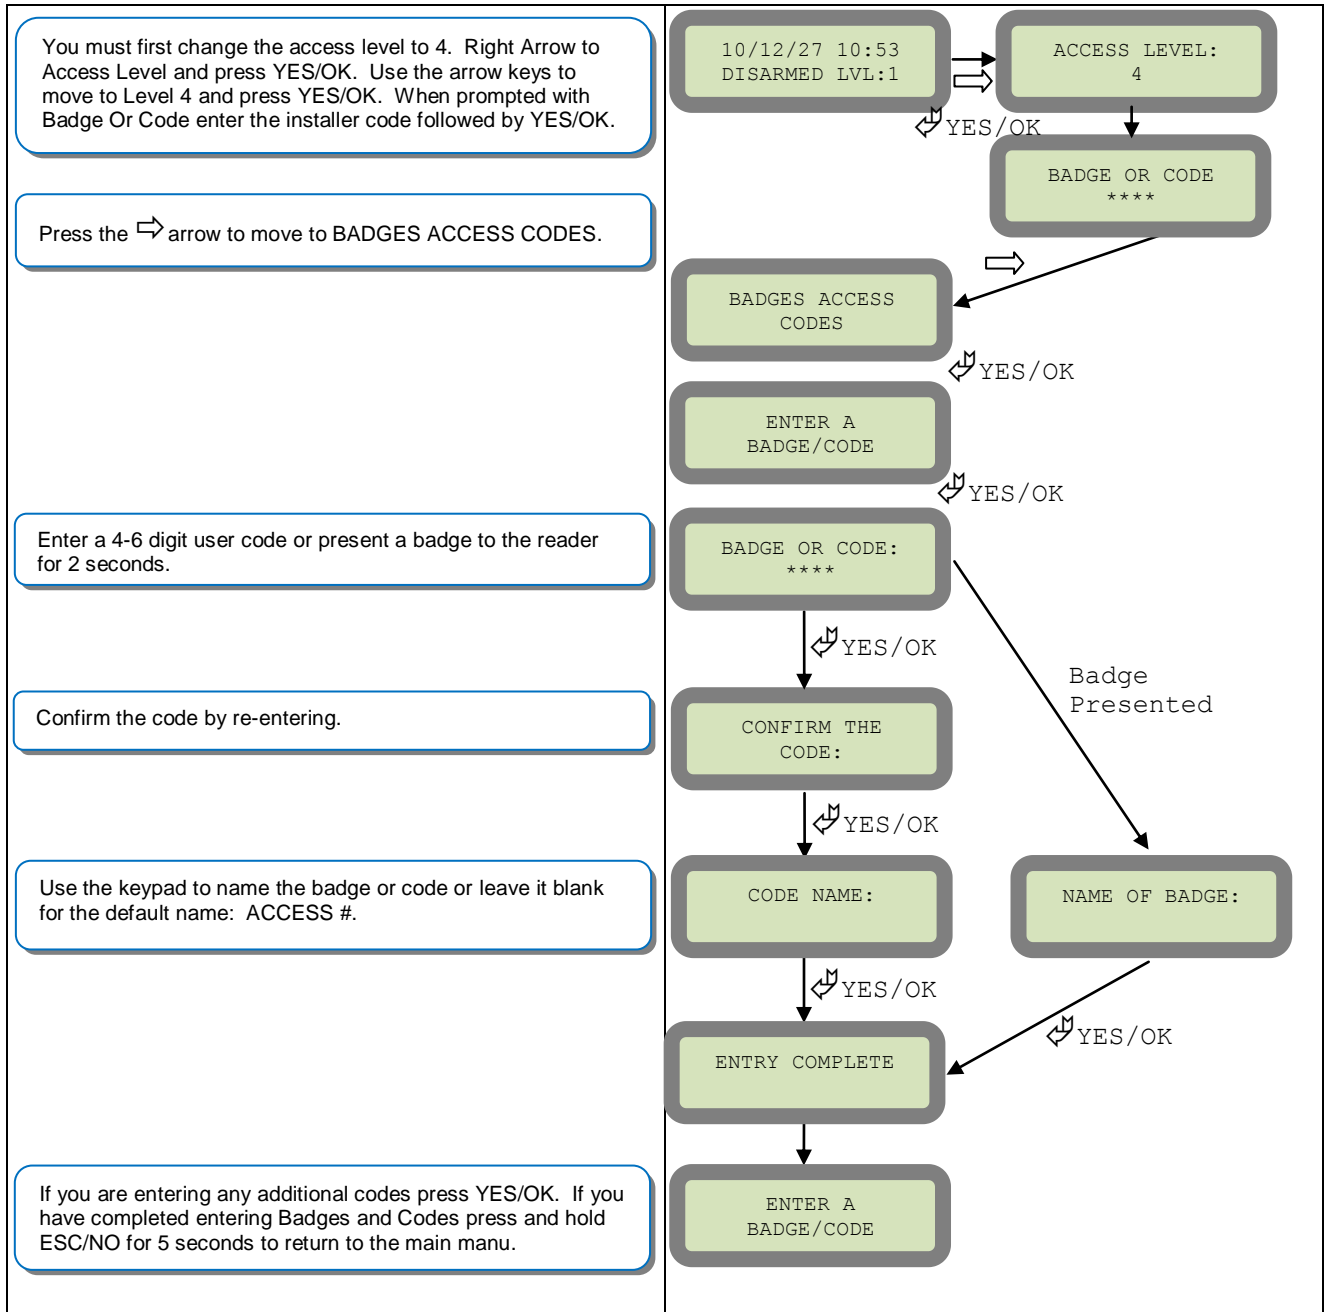 You must first change the access level to 4.  Right Arrow to
Access Level and press YES/OK.  Use the arrow keys to
move to Level 4 and press YES/OK.  When prompted with
Badge Or Code enter the installer code followed by YES/OK.
10/12/27 10:53
DISARMED LVL:1
ACCESS LEVEL:
4
YES/OK
BADGE OR CODE
****
Press the ⇨ arrow to move to BADGES ACCESS CODES.
BADGES ACCESS
CODES
YES/OK
ENTER A
BADGE/CODE
YES/OK
Enter a 4-6 digit user code or present a badge to the reader
for 2 seconds.
BADGE OR CODE:
****
YES/OK
Badge
Presented
Confirm the code by re-entering.
CONFIRM THE
CODE:
YES/OK
Use the keypad to name the badge or code or leave it blank
for the default name:  ACCESS #.
CODE NAME:
NAME OF BADGE:
YES/OK
YES/OK
ENTRY COMPLETE
If you are entering any additional codes press YES/OK.  If you
have completed entering Badges and Codes press and hold
ESC/NO for 5 seconds to return to the main manu.
ENTER A
BADGE/CODE